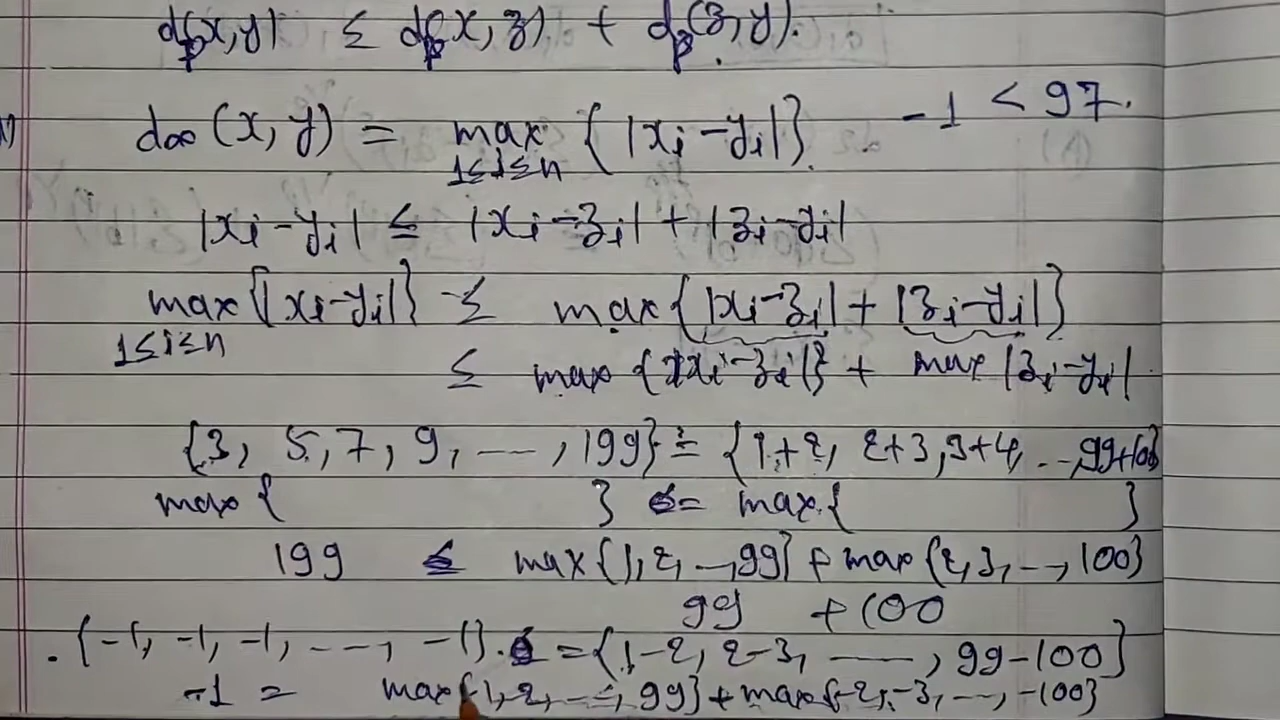 dp(x,y) ≤ dp(x,z) + dp(z,y).
d∞(x,y) = max {|xi-yi|}. -1 < 97.
1≤i≤n
|xi-yi| ≤ |xi-zi| + |zi-yi|
max{|xi-yi|} ≤ max{|xi-zi| + |zi-yi|}
1≤i≤n
≤ max{|xi-zi|} + max |zi-yi|
{3, 5, 7, 9, ---, 199} = {1+2, 2+3, 3+4, --, 99+100}
max { } = max { }
199 ≤ max{1, 2, --, 99} + max{2, 3, --, 100}
99 + 100
{-1, -1, -1, ----, -1} = {1-2, 2-3, ---, 99-100}
-1 = max{1, 2, --, 99} + max{-2, -3, --, -100}